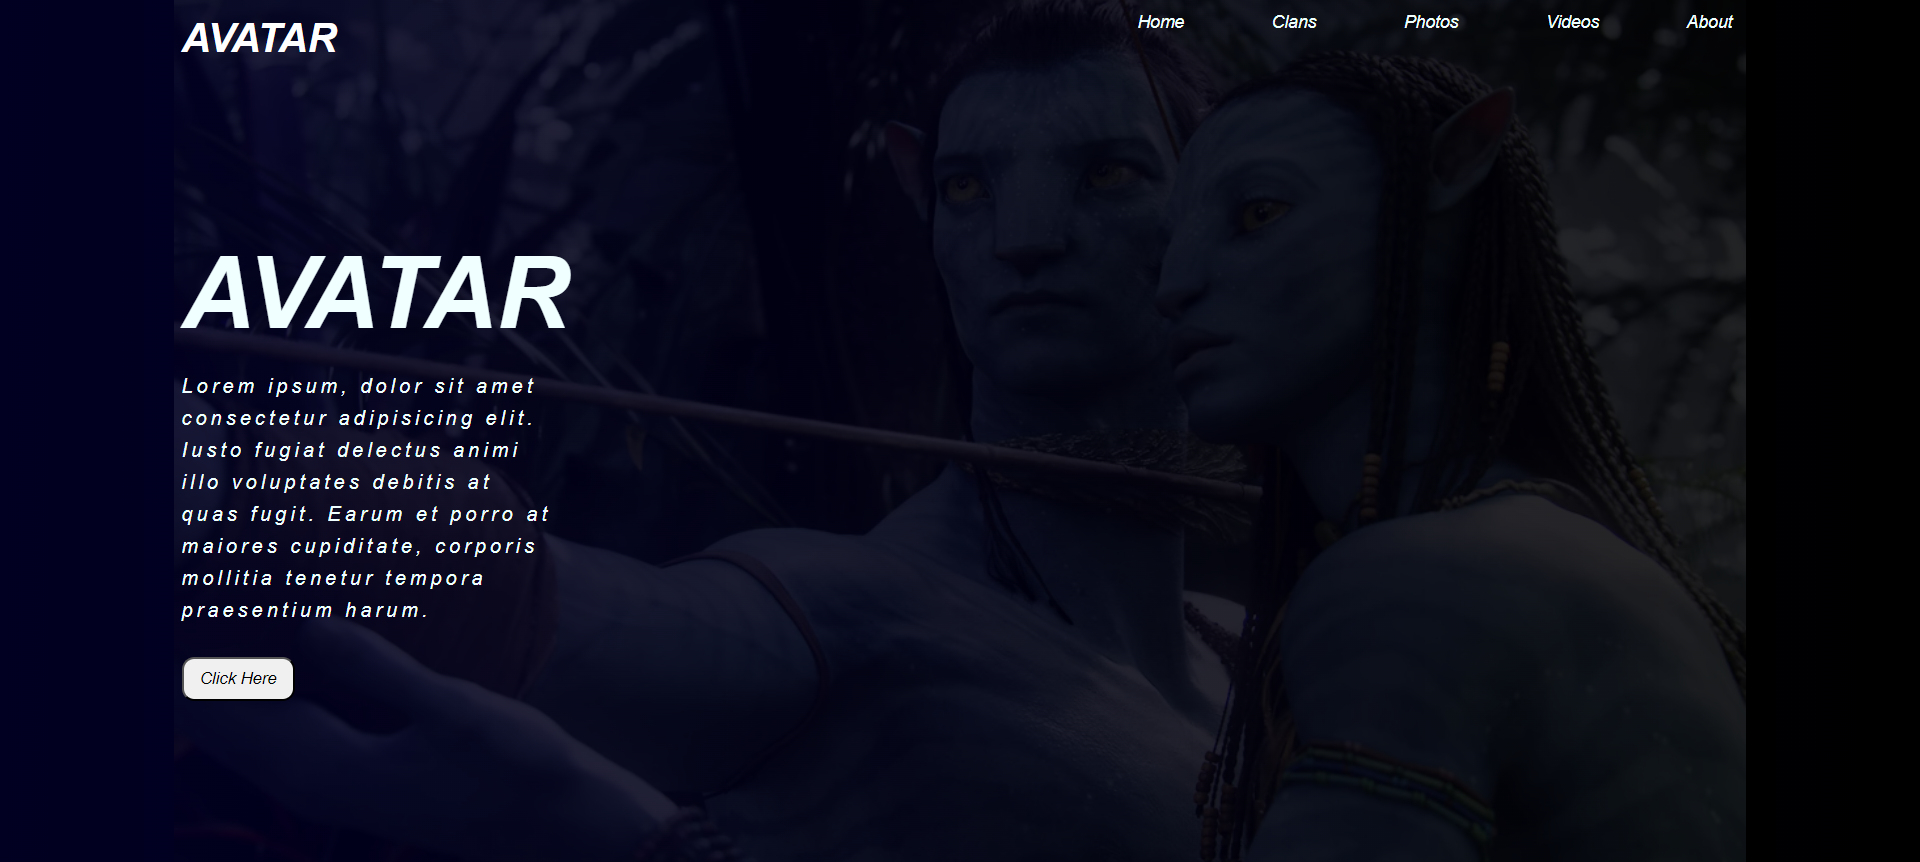 AVATAR
Home Clans Photos Videos About
AVATAR
Lorem ipsum, dolor sit amet
consectetur adipisicing elit.
Iusto fugiat delectus animi
illo voluptates debitis at
quas fugit. Earum et porro at
maiores cupiditate, corporis
mollitia tenetur tempora
praesentium harum.
Click Here